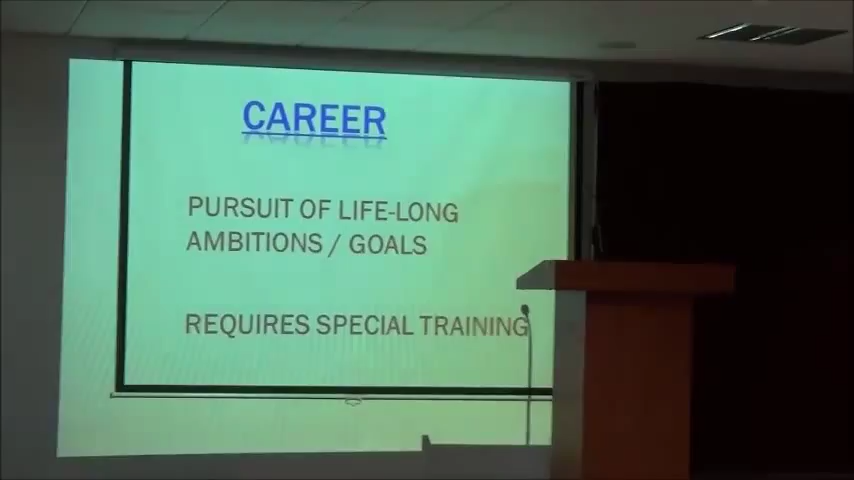 CAREER
PURSUIT OF LIFE-LONG
AMBITIONS / GOALS
REQUIRES SPECIAL TRAINING